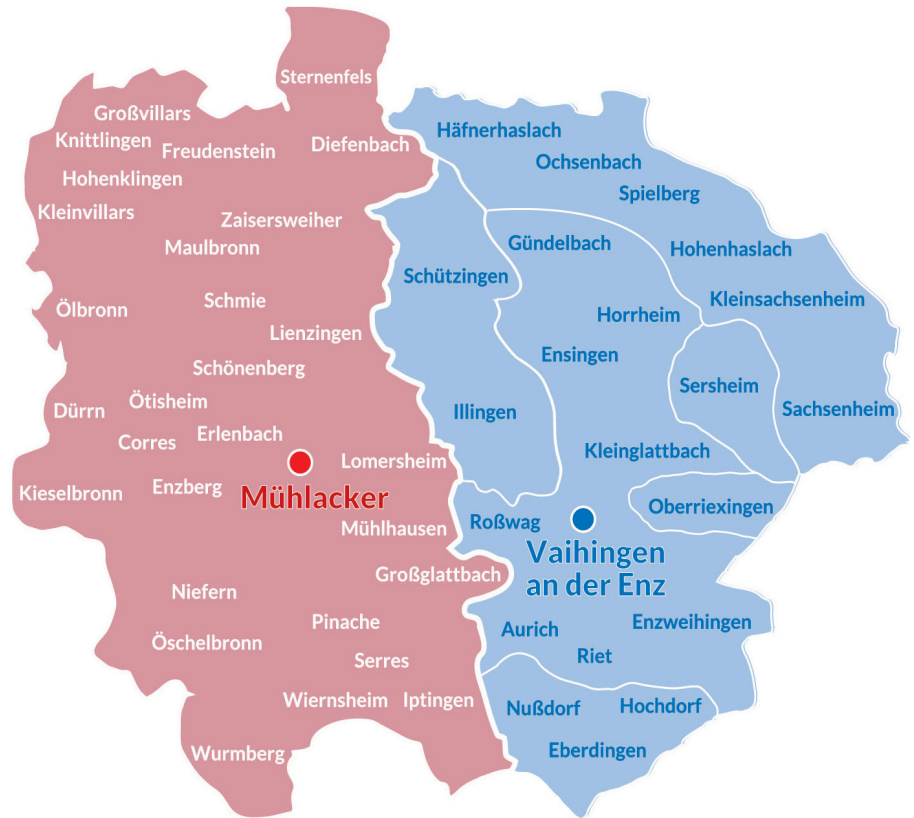 Sternenfels
Großvillars
Knittlingen
Freudenstein
Diefenbach
Hohenklingen
Kleinvillars
Zaisersweiher
Maulbronn
Ölbronn
Schmie
Lienzingen
Schönenberg
Dürrn
Ötisheim
Corres
Erlenbach
Lomersheim
Kieselbronn
Enzberg
Mühlacker
Mühlhausen
Großglattbach
Niefern
Pinache
Öschelbronn
Serres
Wiernsheim
Iptingen
Wurmberg
Häfnerhaslach
Ochsenbach
Spielberg
Gündelbach
Hohenhaslach
Schützingen
Kleinsachsenheim
Horrheim
Ensingen
Sersheim
Illingen
Sachsenheim
Kleinglattbach
Oberriexingen
Roßwag
Vaihingen
an der Enz
Aurich
Enzweihingen
Riet
Nußdorf
Hochdorf
Eberdingen